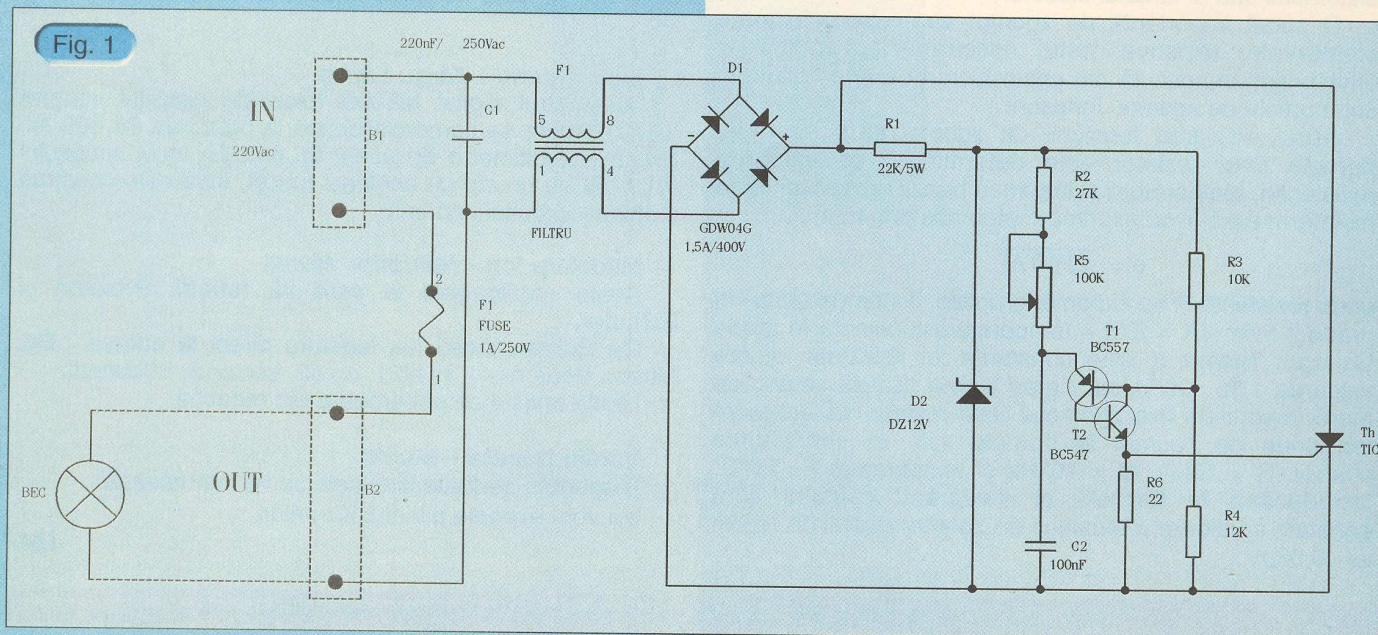 Fig. 1
220nF/ 250Vac
IN
220Vac
B1
C1
F1
5
8
1
4
FILTRU
D1
-
+
GDW04G
1.5A/400V
R1
22K/5W
R2
27K
R5
100K
R3
10K
T1
BC557
T2
BC547
D2
DZ12V
R6
22
R4
12K
C2
100nF
Th
TIC
2
F1
FUSE
1A/250V
1
BEC
OUT
B2